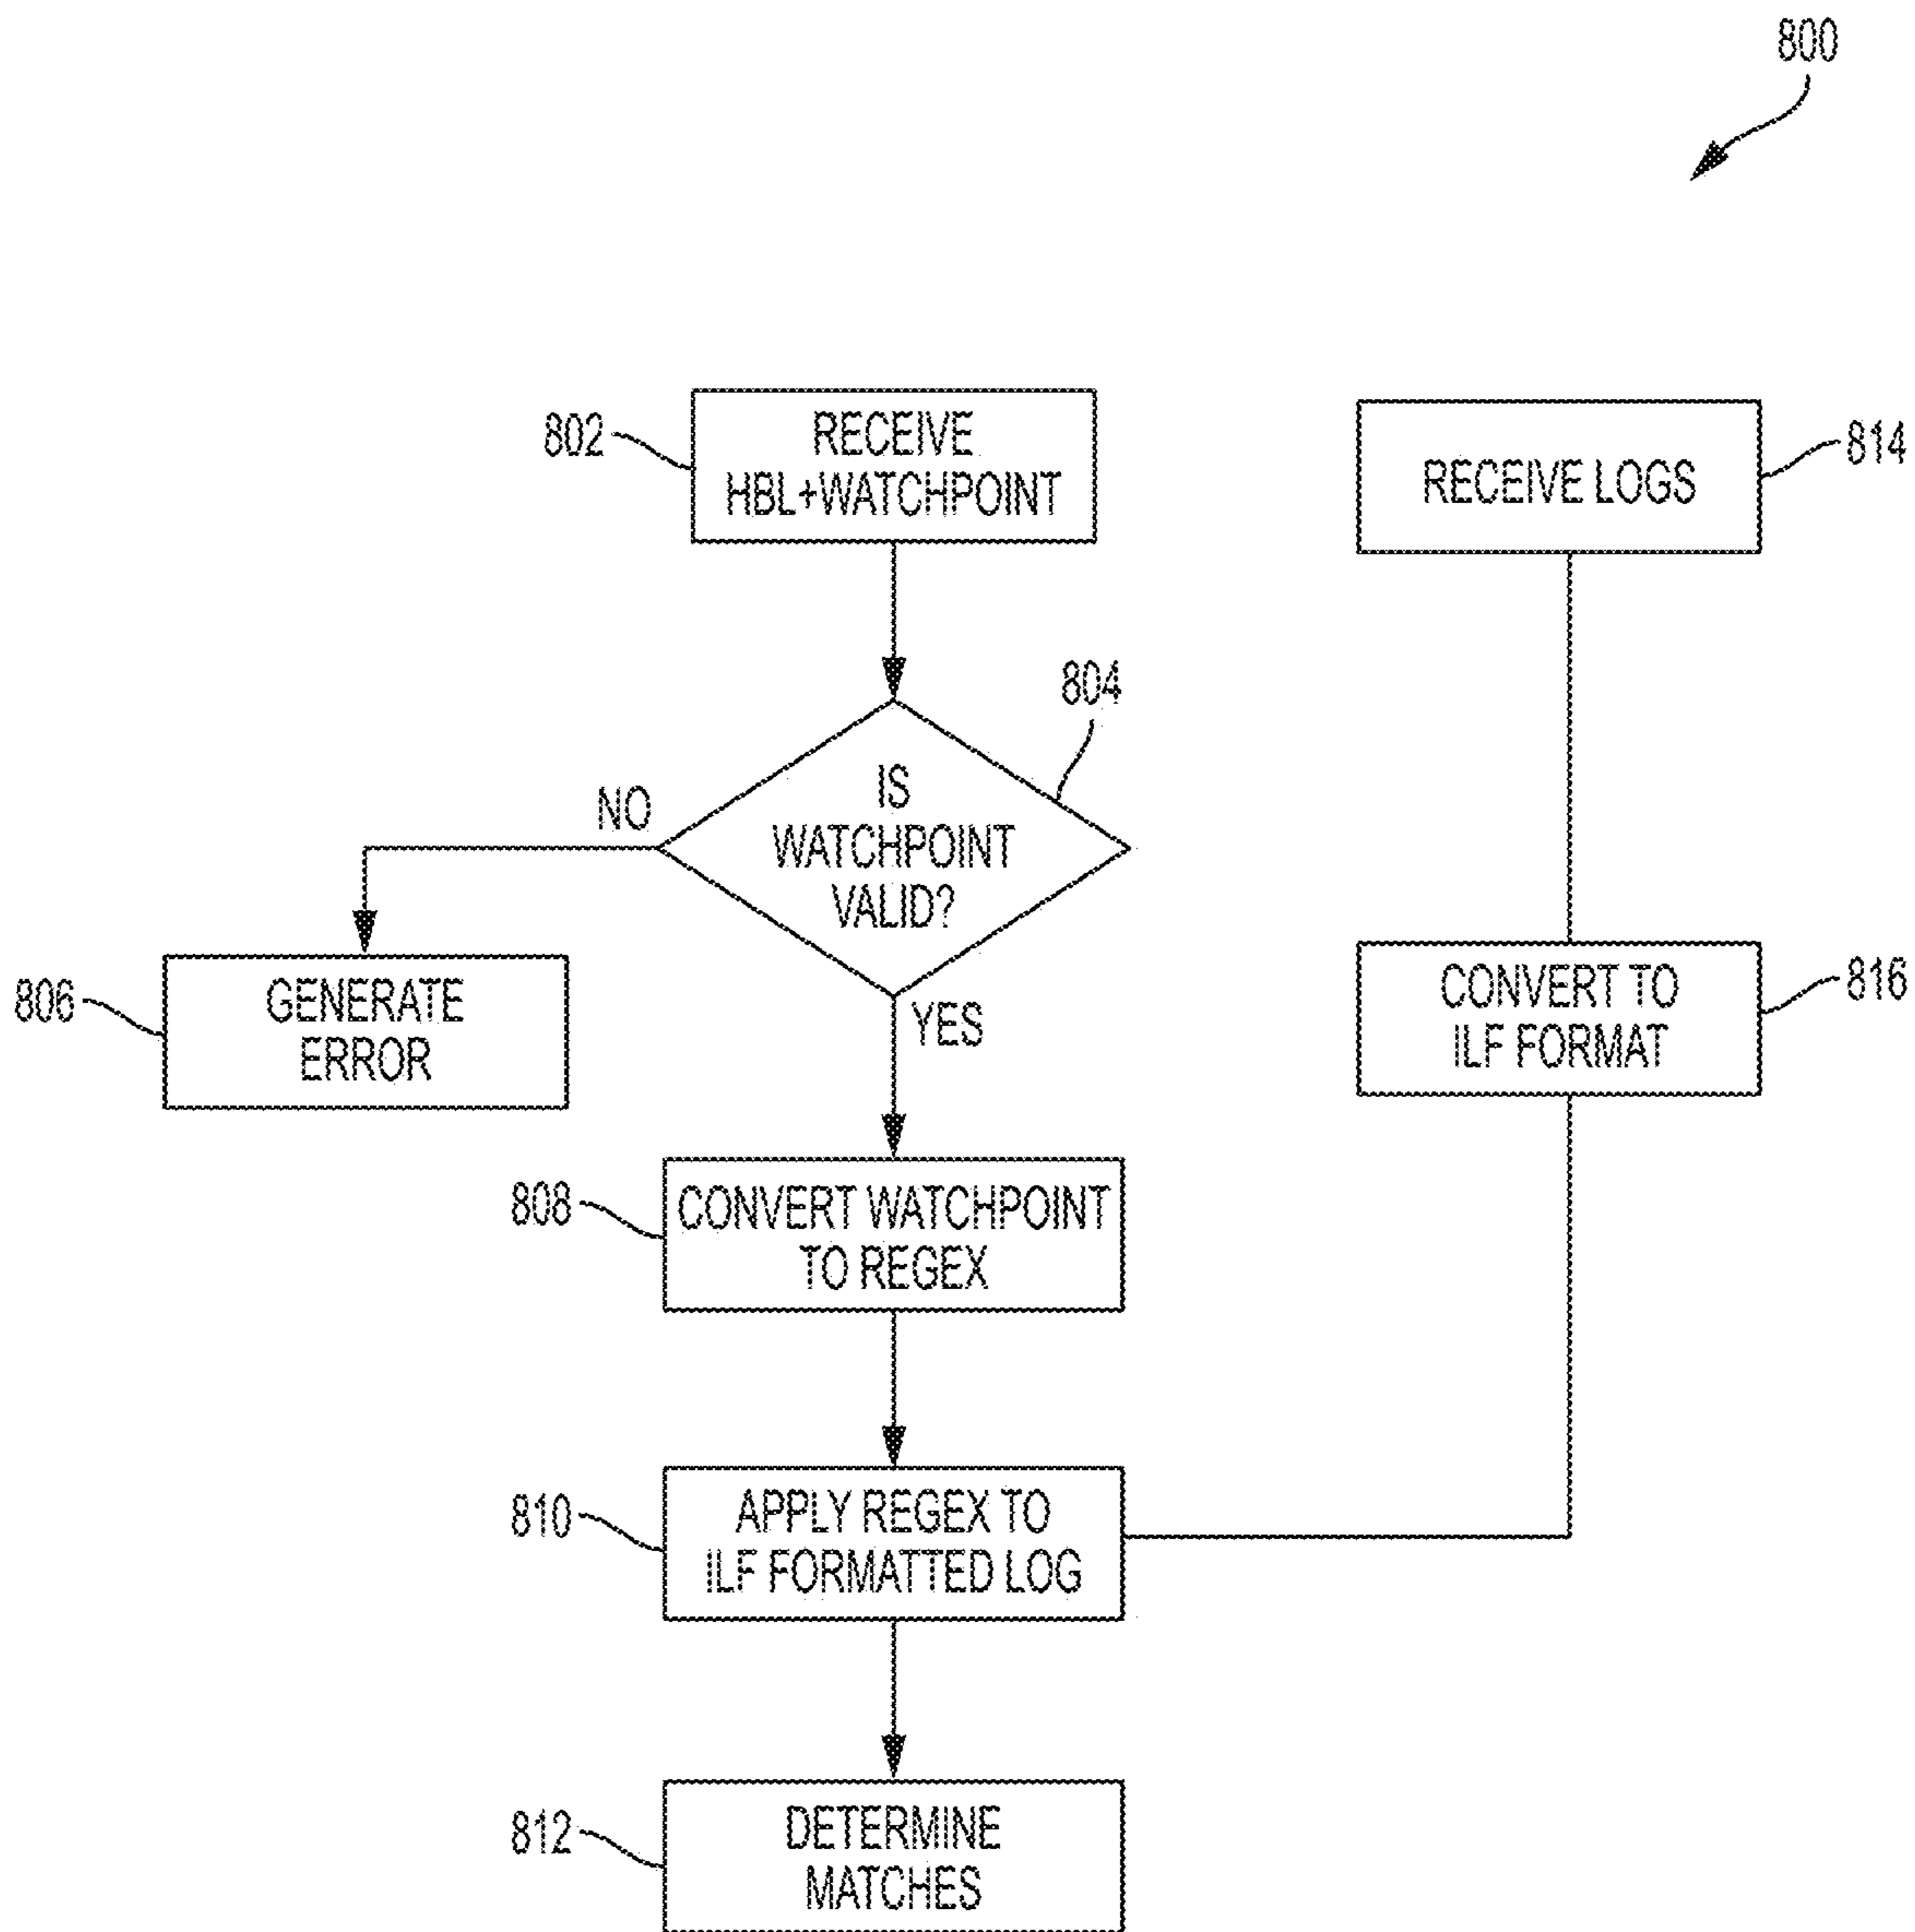 800
802
RECEIVE
HBL+WATCHPOINT
RECEIVE LOGS
814
804
IS
WATCHPOINT
VALID?
NO
YES
806
GENERATE
ERROR
CONVERT TO
ILF FORMAT
816
808
CONVERT WATCHPOINT
TO REGEX
810
APPLY REGEX TO
ILF FORMATTED LOG
812
DETERMINE
MATCHES